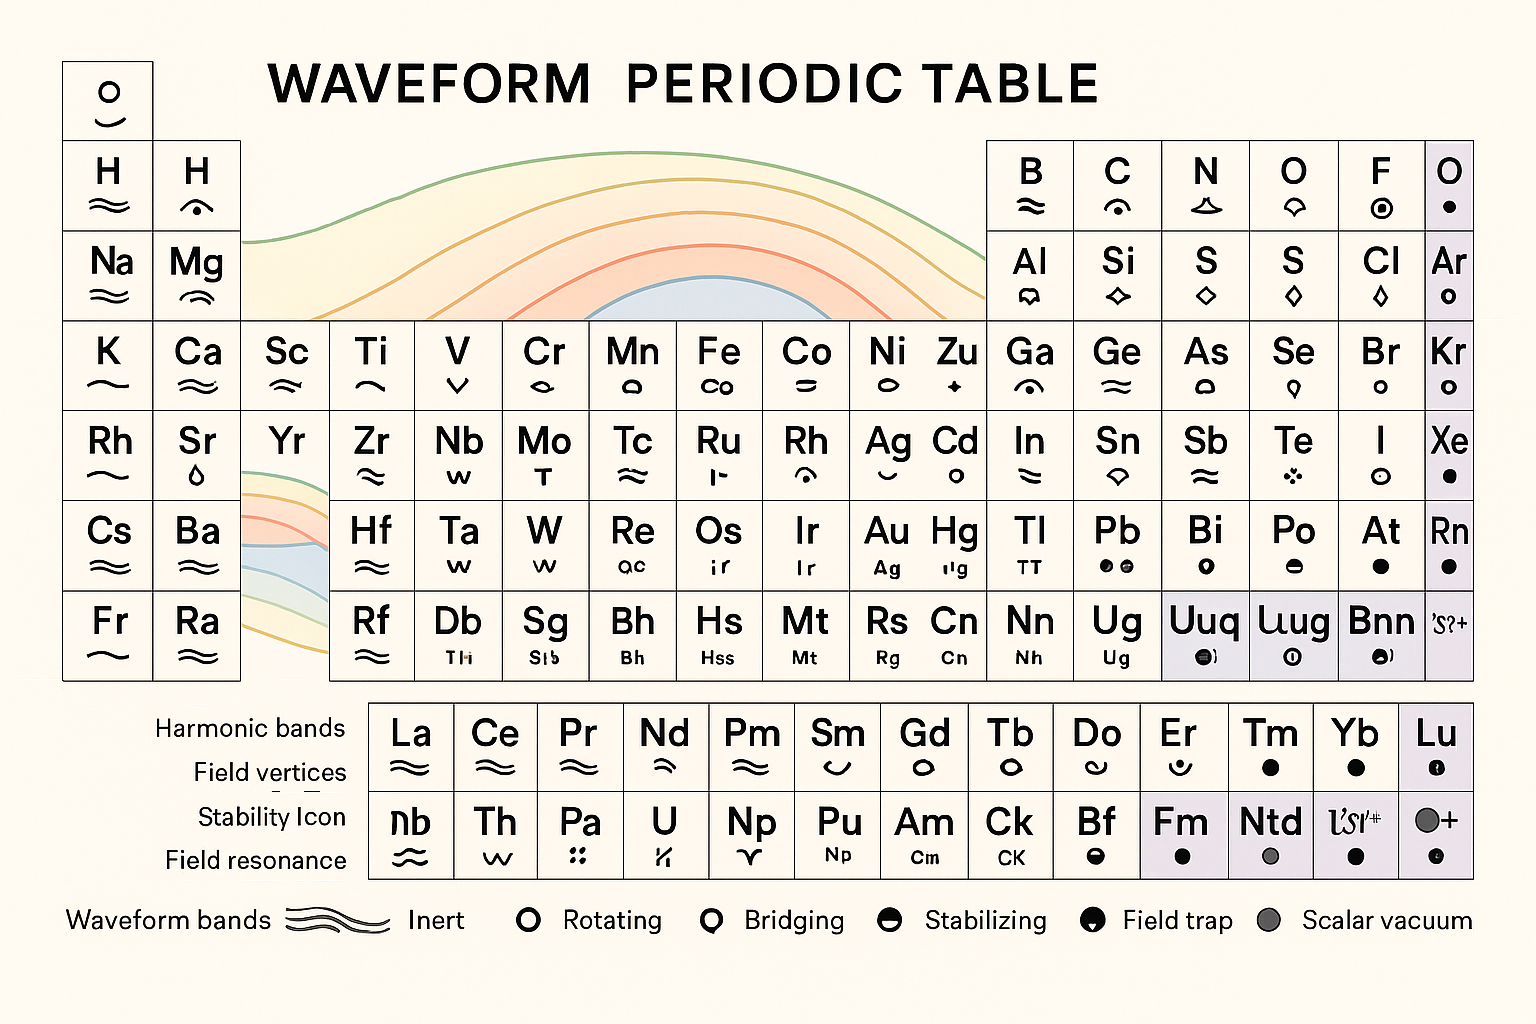 WAVEFORM PERIODIC TABLE
H H B C N O F O
Na Mg Al Si S S Cl Ar
K Ca Sc Ti V Cr Mn Fe Co Ni Zu Ga Ge As Se Br Kr
Co
Rh Sr Yr Zr Nb Mo Tc Ru Rh Ag Cd In Sn Sb Te I Xe
w T
Cs Ba Hf Ta W Re Os Ir Au Hg Tl Pb Bi Po At Rn
w w ir Ir Ag TT
Fr Ra Rf Db Sg Bh Hs Mt Rs Cn Nn Ug Uuq Uug Bnn
Bh Hss Mt Rg Cn Nh Ug
Harmonic bands
La Ce Pr Nd Pm Sm Gd Tb Do Er Tm Yb Lu
Field vertices
Stability Icon
nb Th Pa U Np Pu Am Ck Bf Fm Ntd
Field resonance
Np Cm CK
Waveform bands Inert Rotating Bridging Stabilizing Field trap Scalar vacuum